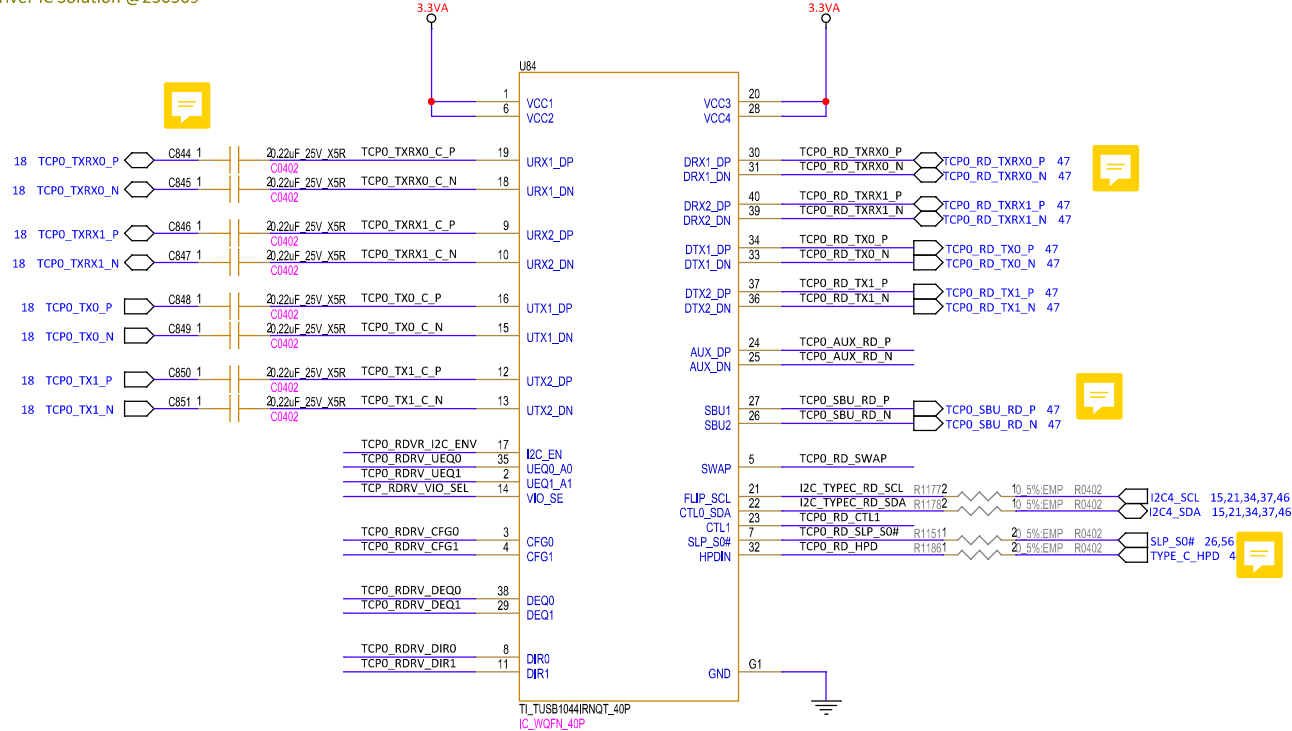 3.3VA
3.3VA
U84
1 VCC1
6 VCC2
VCC3 20
VCC4 28
18 TCP0_TXRX0_P C844 1 2 0.22uF_25V_X5R C0402 TCP0_TXRX0_C_P 19 URX1_DP
18 TCP0_TXRX0_N C845 1 2 0.22uF_25V_X5R C0402 TCP0_TXRX0_C_N 18 URX1_DN
18 TCP0_TXRX1_P C846 1 2 0.22uF_25V_X5R C0402 TCP0_TXRX1_C_P 9 URX2_DP
18 TCP0_TXRX1_N C847 1 2 0.22uF_25V_X5R C0402 TCP0_TXRX1_C_N 10 URX2_DN
18 TCP0_TX0_P C848 1 2 0.22uF_25V_X5R C0402 TCP0_TX0_C_P 16 UTX1_DP
18 TCP0_TX0_N C849 1 2 0.22uF_25V_X5R C0402 TCP0_TX0_C_N 15 UTX1_DN
18 TCP0_TX1_P C850 1 2 0.22uF_25V_X5R C0402 TCP0_TX1_C_P 12 UTX2_DP
18 TCP0_TX1_N C851 1 2 0.22uF_25V_X5R C0402 TCP0_TX1_C_N 13 UTX2_DN
TCP0_RDVR_I2C_ENV 17 I2C_EN
TCP0_RDRV_UEQ0 35 UEQ0_A0
TCP0_RDRV_UEQ1 2 UEQ1_A1
TCP_RDRV_VIO_SEL 14 VIO_SE
TCP0_RDRV_CFG0 3 CFG0
TCP0_RDRV_CFG1 4 CFG1
TCP0_RDRV_DEQ0 38 DEQ0
TCP0_RDRV_DEQ1 29 DEQ1
TCP0_RDRV_DIR0 8 DIR0
TCP0_RDRV_DIR1 11 DIR1
DRX1_DP 30 TCP0_RD_TXRX0_P TCP0_RD_TXRX0_P 47
DRX1_DN 31 TCP0_RD_TXRX0_N TCP0_RD_TXRX0_N 47
DRX2_DP 40 TCP0_RD_TXRX1_P TCP0_RD_TXRX1_P 47
DRX2_DN 39 TCP0_RD_TXRX1_N TCP0_RD_TXRX1_N 47
DTX1_DP 34 TCP0_RD_TX0_P TCP0_RD_TX0_P 47
DTX1_DN 33 TCP0_RD_TX0_N TCP0_RD_TX0_N 47
DTX2_DP 37 TCP0_RD_TX1_P TCP0_RD_TX1_P 47
DTX2_DN 36 TCP0_RD_TX1_N TCP0_RD_TX1_N 47
AUX_DP 24 TCP0_AUX_RD_P
AUX_DN 25 TCP0_AUX_RD_N
SBU1 27 TCP0_SBU_RD_P TCP0_SBU_RD_P 47
SBU2 26 TCP0_SBU_RD_N TCP0_SBU_RD_N 47
SWAP 5 TCP0_RD_SWAP
FLIP_SCL 21 I2C_TYPEC_RD_SCL R1177 2 1 0_5%:EMP R0402 I2C4_SCL 15,21,34,37,46
CTL0_SDA 22 I2C_TYPEC_RD_SDA R1178 2 1 0_5%:EMP R0402 I2C4_SDA 15,21,34,37,46
CTL1 23 TCP0_RD_CTL1
SLP_S0# 7 TCP0_RD_SLP_S0# R1151 1 2 0_5%:EMP R0402 SLP_S0# 26,56
HPDIN 32 TCP0_RD_HPD R1186 1 2 0_5%:EMP R0402 TYPE_C_HPD 4
GND G1
TI_TUSB1044IRNQT_40P
IC_WQFN_40P